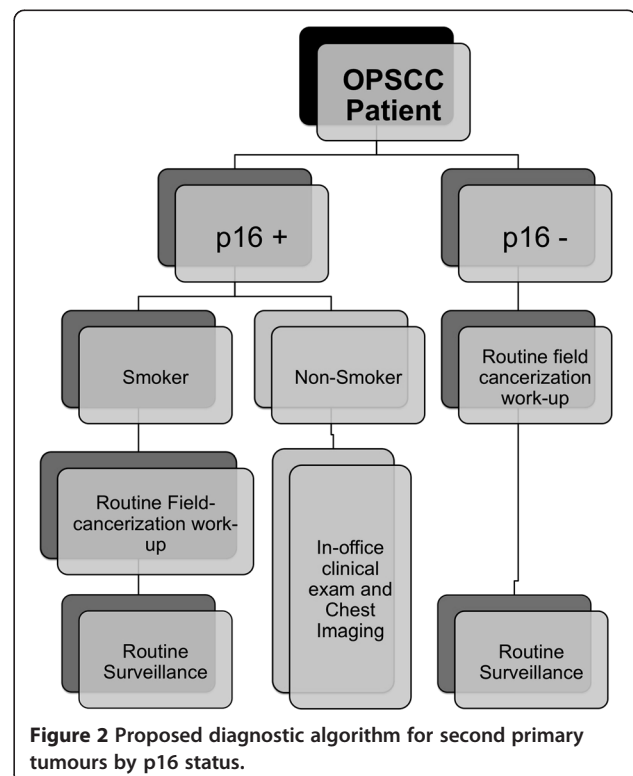 OPSCC
Patient
p16 +
p16 -
Smoker
Non-Smoker
Routine field
cancerization
work-up
Routine Field-
cancerization work-
up
In-office
clinical
exam and
Chest
Imaging
Routine
Surveillance
Routine
Surveillance
Figure 2 Proposed diagnostic algorithm for second primary
tumours by p16 status.